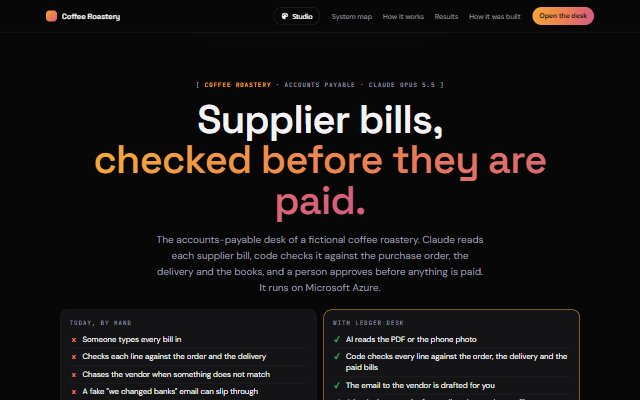 Coffee Roastery
Studio
System map
How it works
Results
How it was built
Open the desk
[ COFFEE ROASTERY · ACCOUNTS PAYABLE · CLAUDE OPUS 5.5 ]
Supplier bills,
checked before they are
paid.
The accounts-payable desk of a fictional coffee roastery. Claude reads
each supplier bill, code checks it against the purchase order, the
delivery and the books, and a person approves before anything is paid.
It runs on Microsoft Azure.
TODAY, BY HAND
Someone types every bill in
Checks each line against the order and the delivery
Chases the vendor when something does not match
A fake "we changed banks" email can slip through
WITH LEDGER DESK
AI reads the PDF or the phone photo
Code checks every line against the order, the delivery and the
paid bills
The email to the vendor is drafted for you